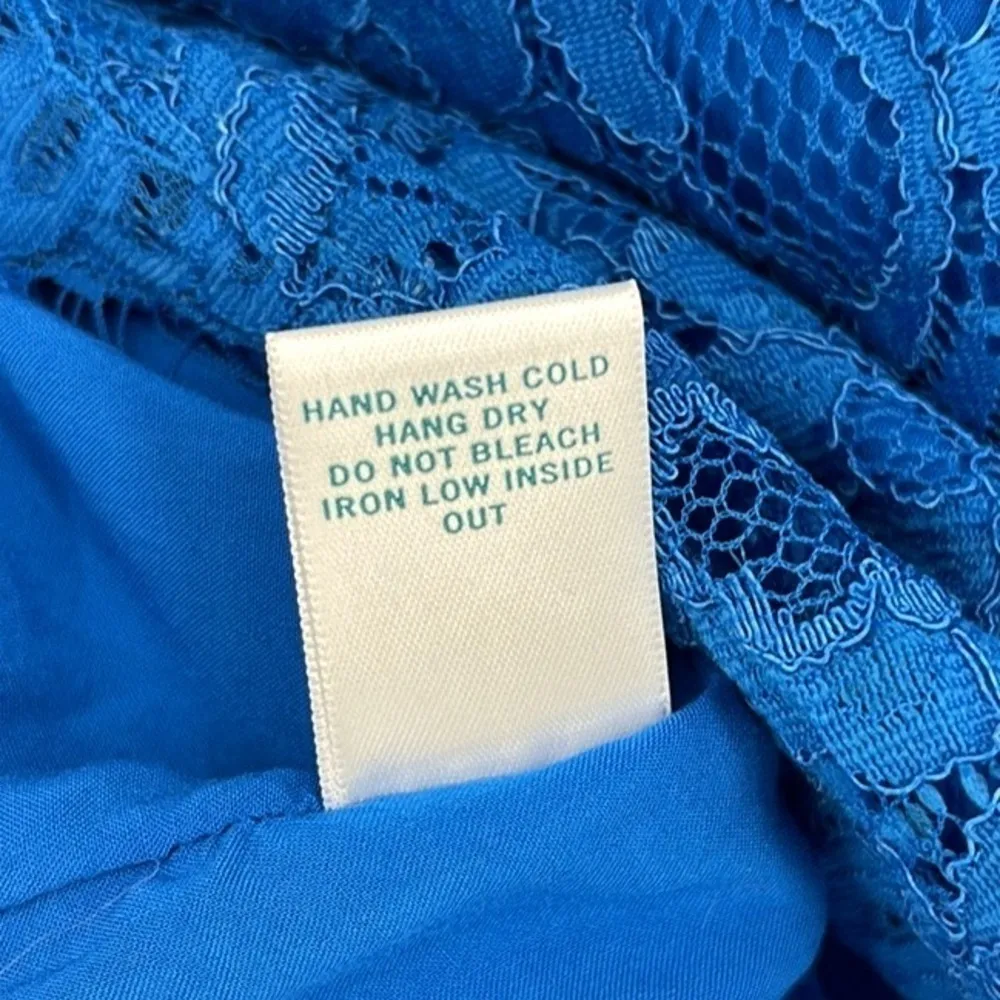 HAND WASH COLD
HANG DRY
DO NOT BLEACH
IRON LOW INSIDE
OUT